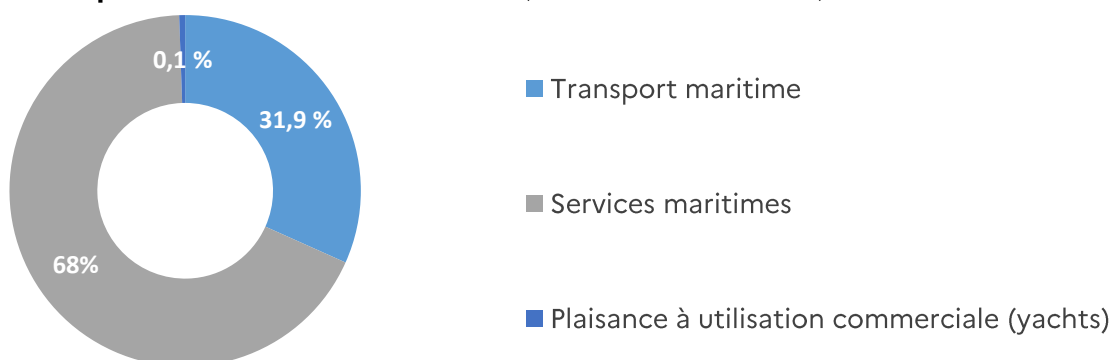 0,1 %
31,9 %
68%
Transport maritime
Services maritimes
Plaisance à utilisation commerciale (yachts)